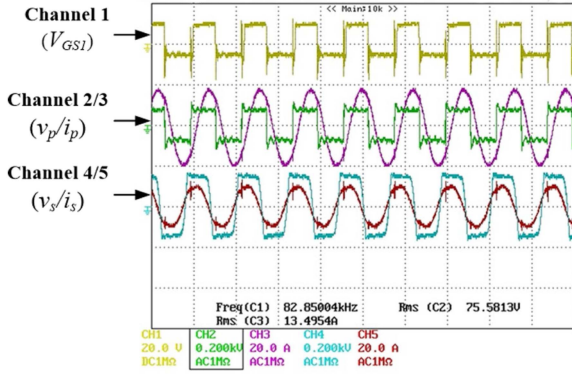 << Main:10k >>
Channel 1
(VGS1)
Channel 2/3
(vp/ip)
Channel 4/5
(vs/is)
Freq(C1) 82.85004kHz Rms (C2) 75.5813V
Rms (C3) 13.4954A
CH1 CH2 CH3 CH4 CH5
20.0 V 0.200kV 20.0 A 0.200kV 20.0 A
DC1MΩ AC1MΩ AC1MΩ AC1MΩ AC1MΩ